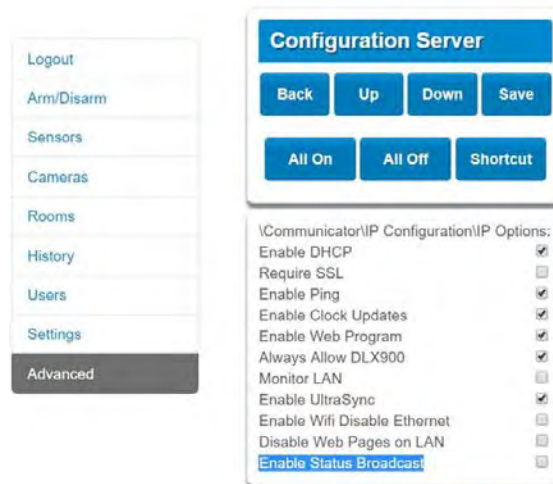 Logout
Arm/Disarm
Sensors
Cameras
Rooms
History
Users
Settings
Advanced
Configuration Server
Back Up Down Save
All On All Off Shortcut
\Communicator\IP Configuration\IP Options:
Enable DHCP
Require SSL
Enable Ping
Enable Clock Updates
Enable Web Program
Always Allow DLX900
Monitor LAN
Enable UltraSync
Enable Wifi Disable Ethernet
Disable Web Pages on LAN
Enable Status Broadcast